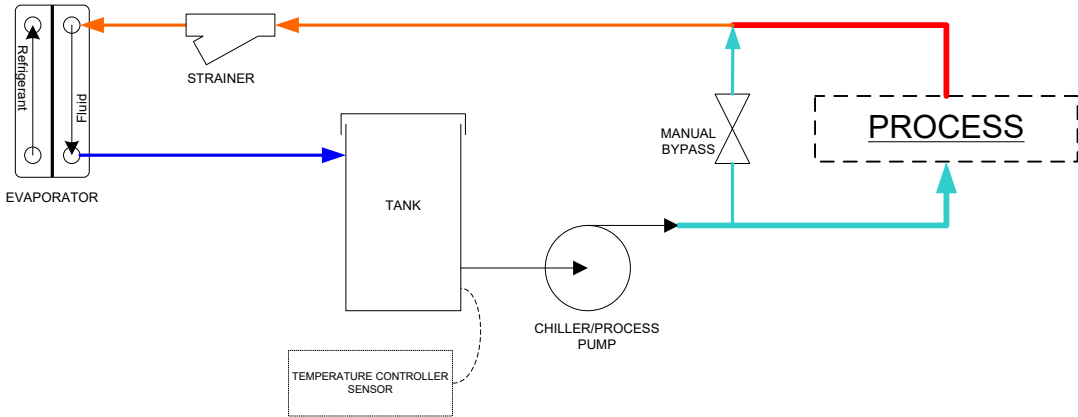 Refrigerant
Fluid
EVAPORATOR
STRAINER
TANK
MANUAL
BYPASS
PROCESS
CHILLER/PROCESS
PUMP
TEMPERATURE CONTROLLER
SENSOR